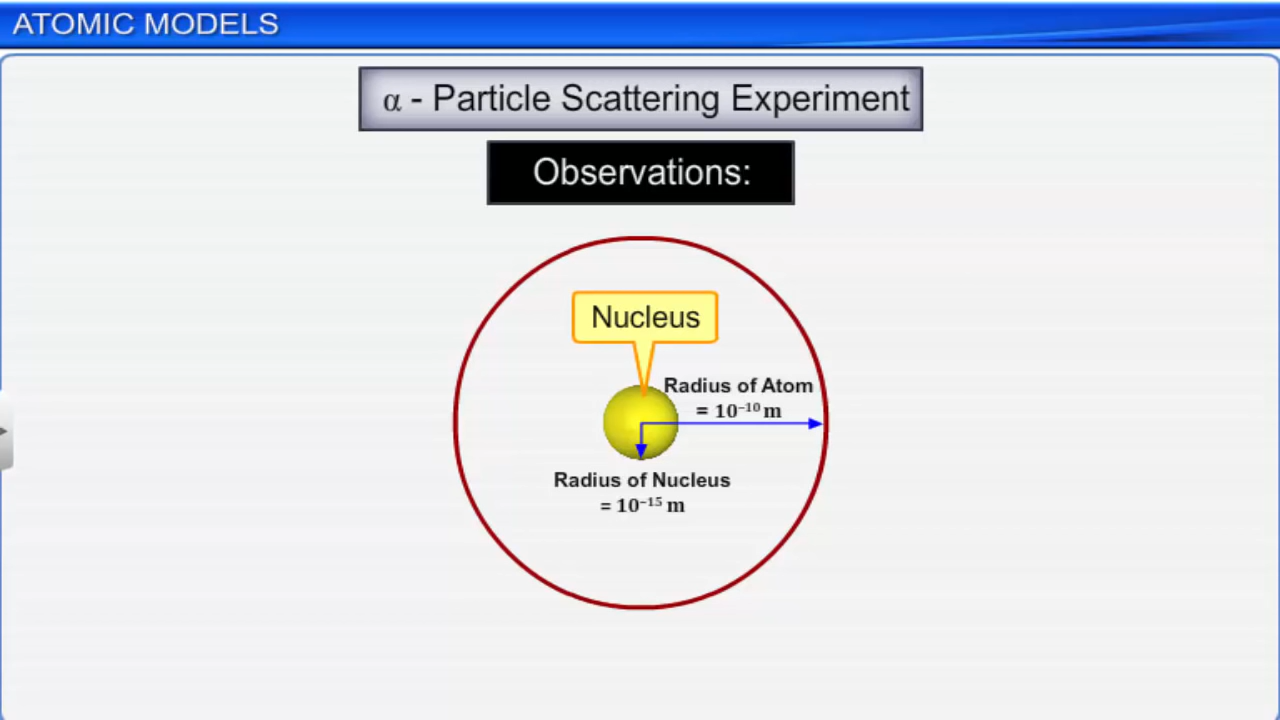 ATOMIC MODELS
α - Particle Scattering Experiment
Observations:
Nucleus
Radius of Atom
= 10⁻¹⁰ m
Radius of Nucleus
= 10⁻¹⁵ m